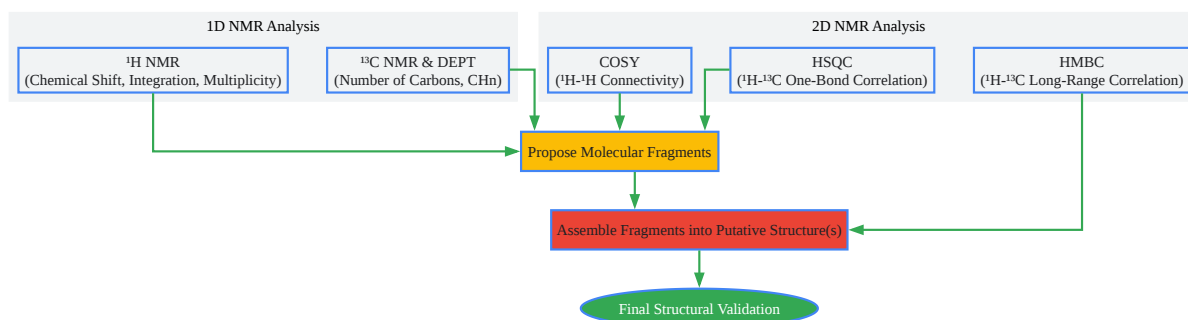 1D NMR Analysis
2D NMR Analysis
¹H NMR
(Chemical Shift, Integration, Multiplicity)
¹³C NMR & DEPT
(Number of Carbons, CHn)
COSY
(¹H-¹H Connectivity)
HSQC
(¹H-¹³C One-Bond Correlation)
HMBC
(¹H-¹³C Long-Range Correlation)
Propose Molecular Fragments
Assemble Fragments into Putative Structure(s)
Final Structural Validation